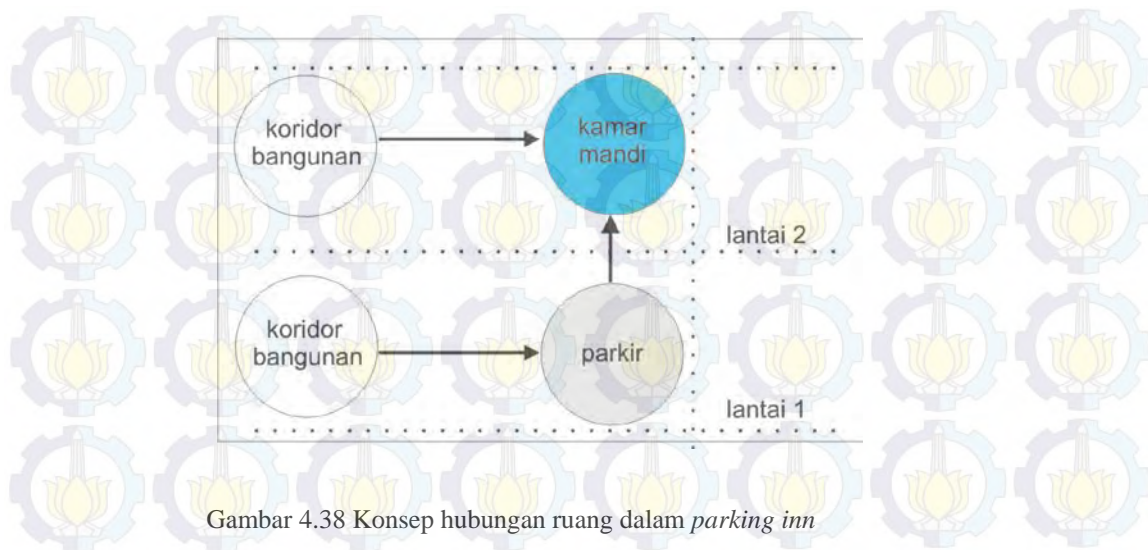 koridor
bangunan
kamar
mandi
lantai 2
koridor
bangunan
parkir
lantai 1
Gambar 4.38 Konsep hubungan ruang dalam parking inn